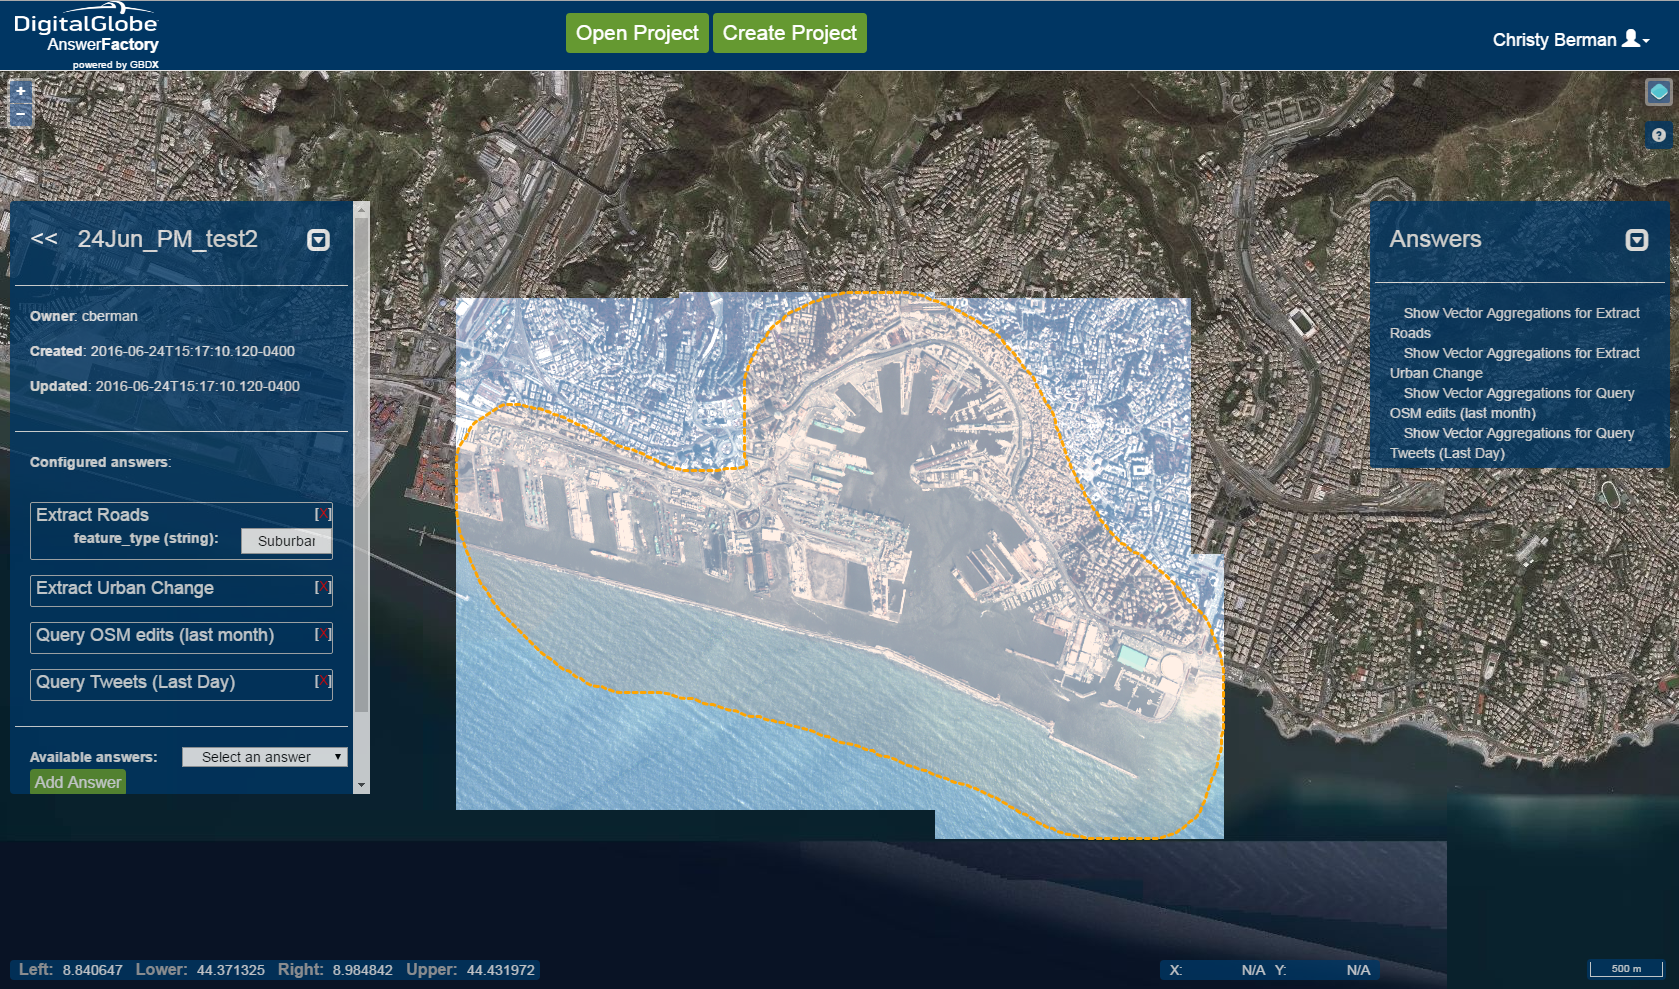 DigitalGlobe
AnswerFactory
powered by GBDX
Open Project
Create Project
Christy Berman
+
−
?
<< 24Jun_PM_test2
Owner: cberman
Created: 2016-06-24T15:17:10.120-0400
Updated: 2016-06-24T15:17:10.120-0400
Configured answers:
Extract Roads [X]
feature_type (string): Suburbar
Extract Urban Change [X]
Query OSM edits (last month) [X]
Query Tweets (Last Day) [X]
Available answers: Select an answer
Add Answer
Answers
Show Vector Aggregations for Extract
Roads
Show Vector Aggregations for Extract
Urban Change
Show Vector Aggregations for Query
OSM edits (last month)
Show Vector Aggregations for Query
Tweets (Last Day)
Left: 8.840647 Lower: 44.371325 Right: 8.984842 Upper: 44.431972
X: N/A Y: N/A
500 m